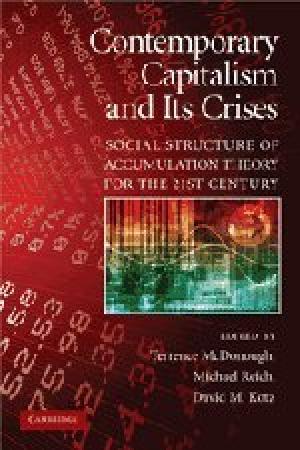 Contemporary
Capitalism
and Its Crises
SOCIAL STRUCTURE OF
ACCUMULATION THEORY
FOR THE 21ST CENTURY
EDITED BY
Terrence McDonough,
Michael Reich,
David M. Kotz
CAMBRIDGE